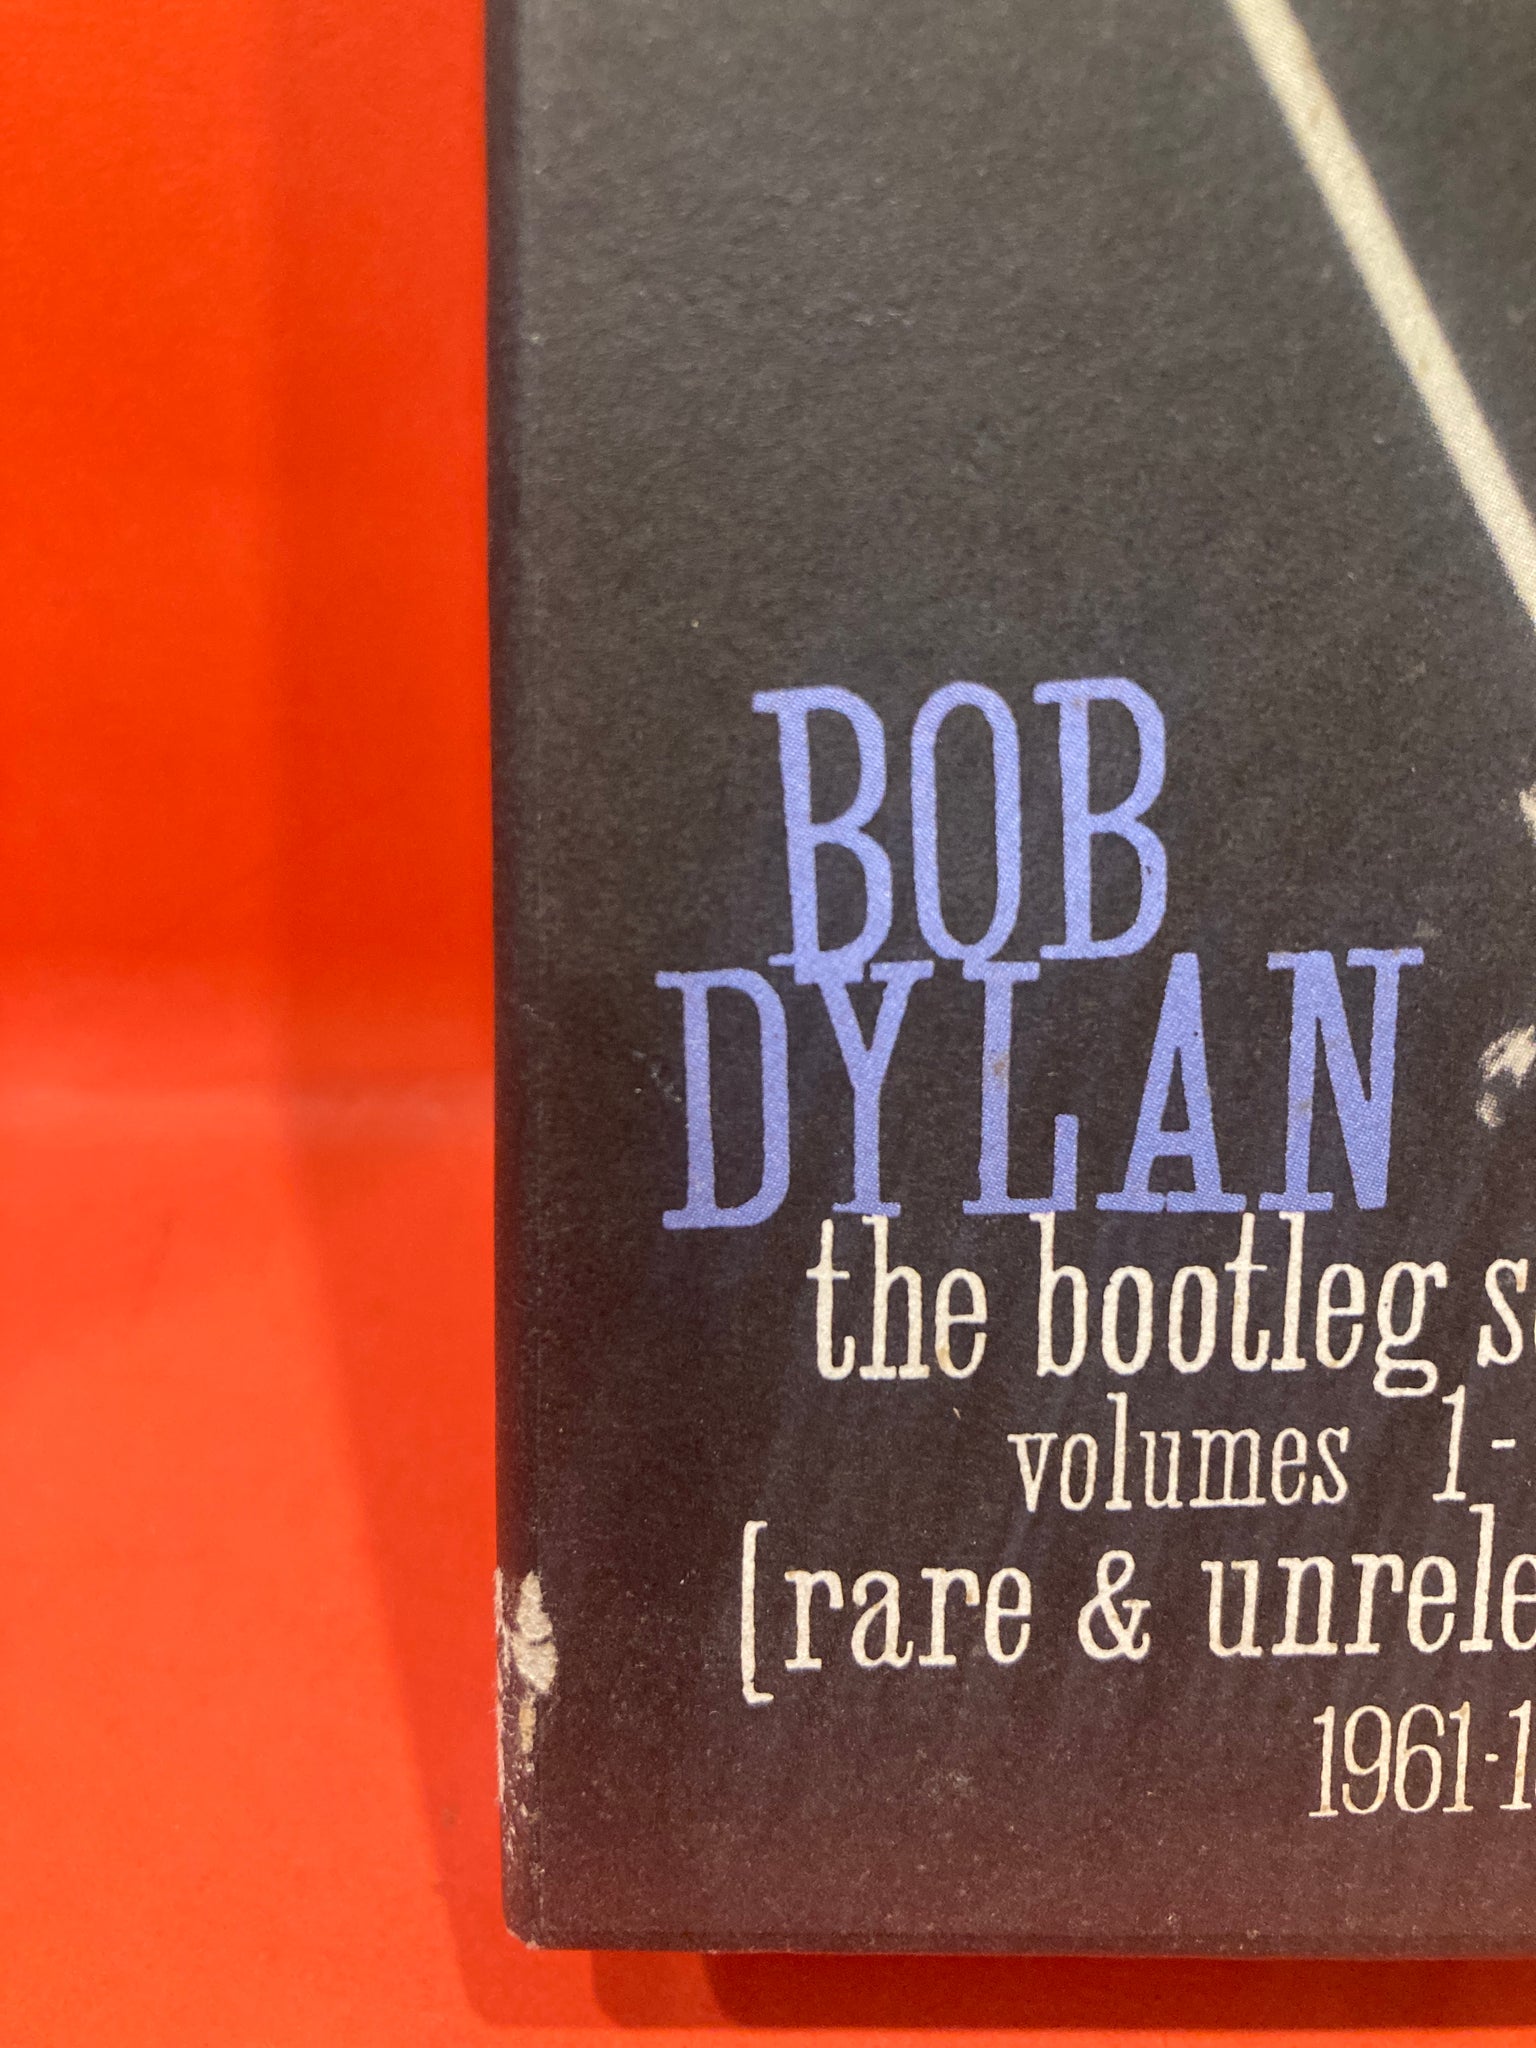 BOB
DYLAN
the bootleg s
volumes 1-
[rare & unrele
1961-1